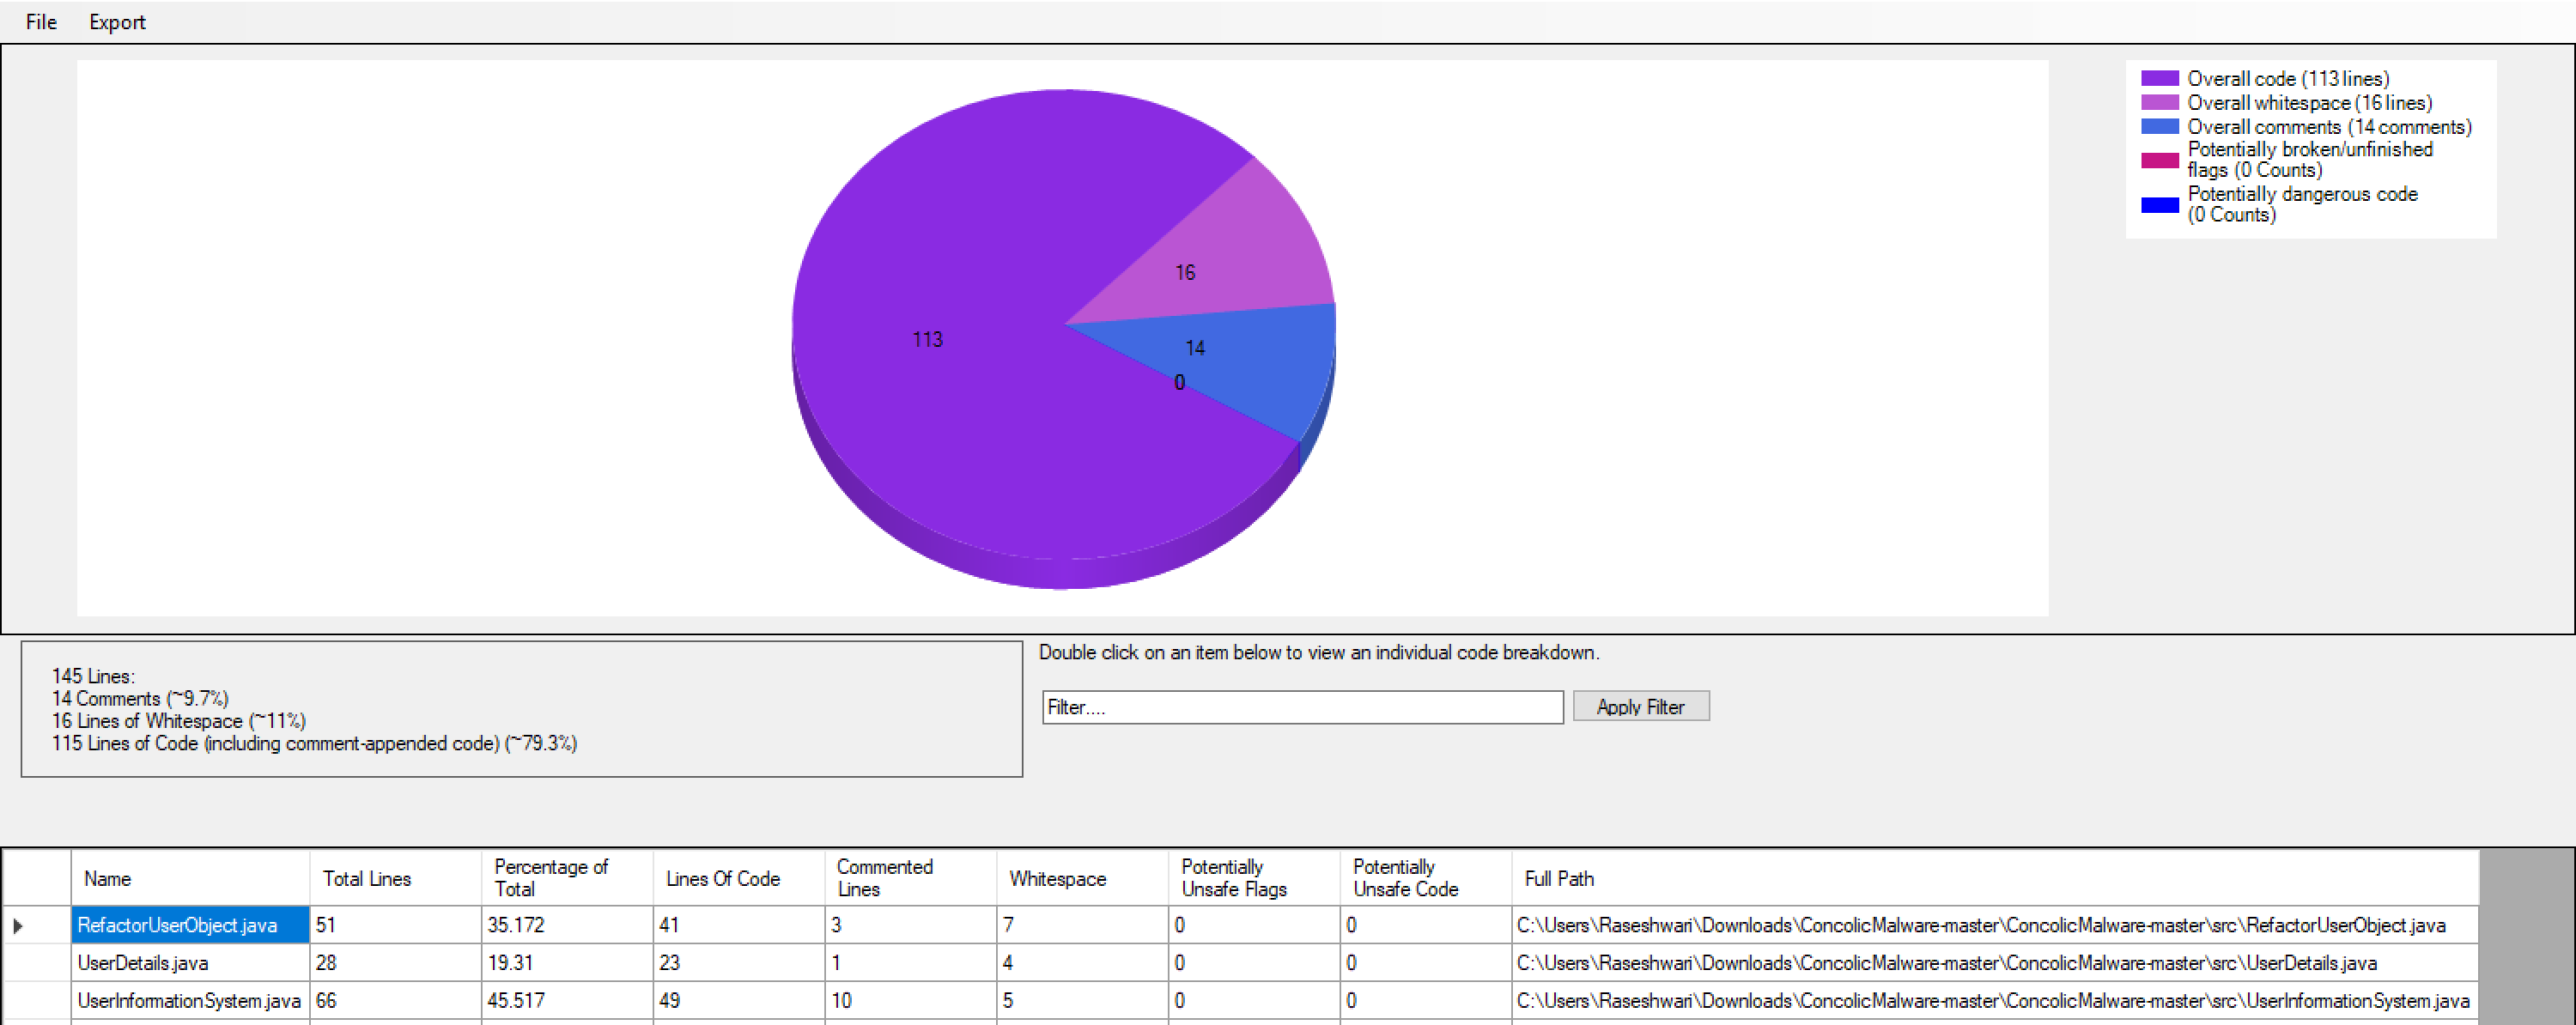 File Export
Overall code (113 lines)
Overall whitespace (16 lines)
Overall comments (14 comments)
Potentially broken/unfinished
flags (0 Counts)
Potentially dangerous code
(0 Counts)
16
113
14
0
145 Lines:
14 Comments (~9.7%)
16 Lines of Whitespace (~11%)
115 Lines of Code (including comment-appended code) (~79.3%)
Double click on an item below to view an individual code breakdown.
Filter.... Apply Filter
Name Total Lines Percentage of Total Lines Of Code Commented Lines Whitespace Potentially Unsafe Flags Potentially Unsafe Code Full Path
RefactorUserObject.java 51 35.172 41 3 7 0 0 C:\Users\Raseshwari\Downloads\ConcolicMalware-master\ConcolicMalware-master\src\RefactorUserObject.java
UserDetails.java 28 19.31 23 1 4 0 0 C:\Users\Raseshwari\Downloads\ConcolicMalware-master\ConcolicMalware-master\src\UserDetails.java
UserInformationSystem.java 66 45.517 49 10 5 0 0 C:\Users\Raseshwari\Downloads\ConcolicMalware-master\ConcolicMalware-master\src\UserInformationSystem.java